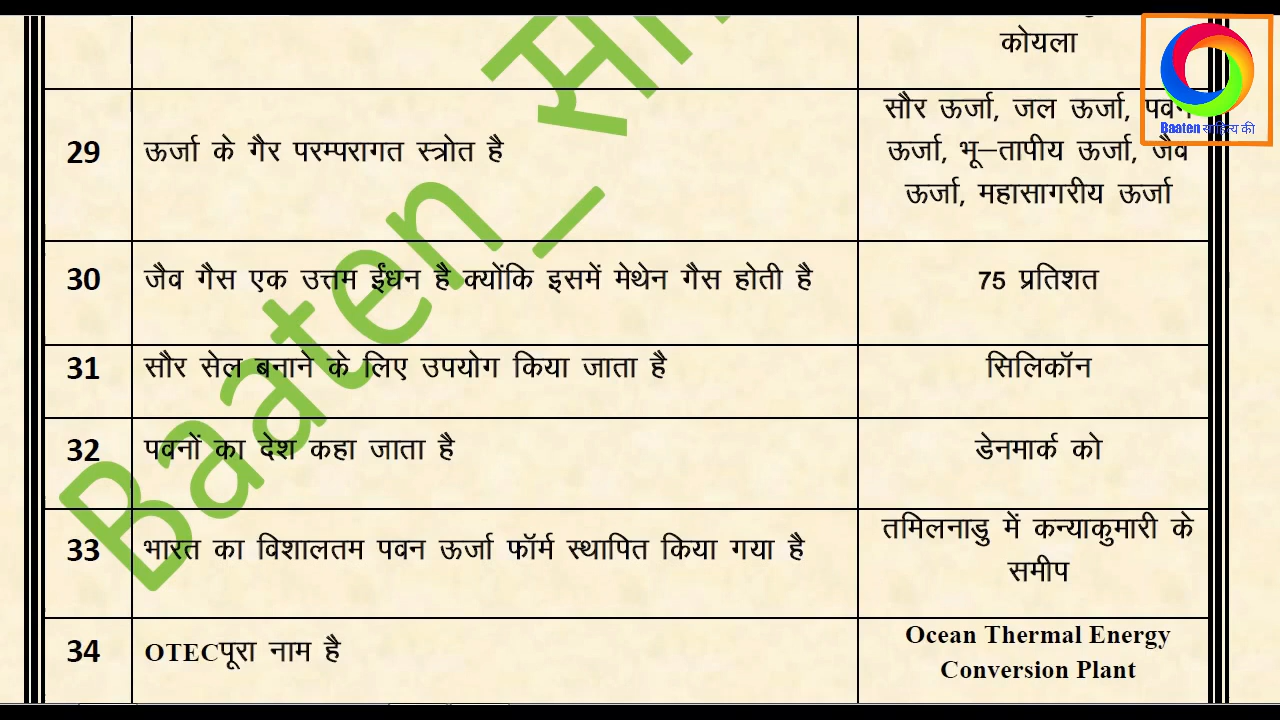 कोयला
29 ऊर्जा के गैर परम्परागत स्त्रोत है
सौर ऊर्जा, जल ऊर्जा, पवन
ऊर्जा, भू–तापीय ऊर्जा, जैव
ऊर्जा, महासागरीय ऊर्जा
Baaten साहित्य की
30 जैव गैस एक उत्तम ईंधन है क्योंकि इसमें मेथेन गैस होती है 75 प्रतिशत
31 सौर सेल बनाने के लिए उपयोग किया जाता है सिलिकॉन
32 पवनों का देश कहा जाता है डेनमार्क को
33 भारत का विशालतम पवन ऊर्जा फॉर्म स्थापित किया गया है
तमिलनाडु में कन्याकुमारी के
समीप
34 OTECपूरा नाम है
Ocean Thermal Energy
Conversion Plant
Baaten_